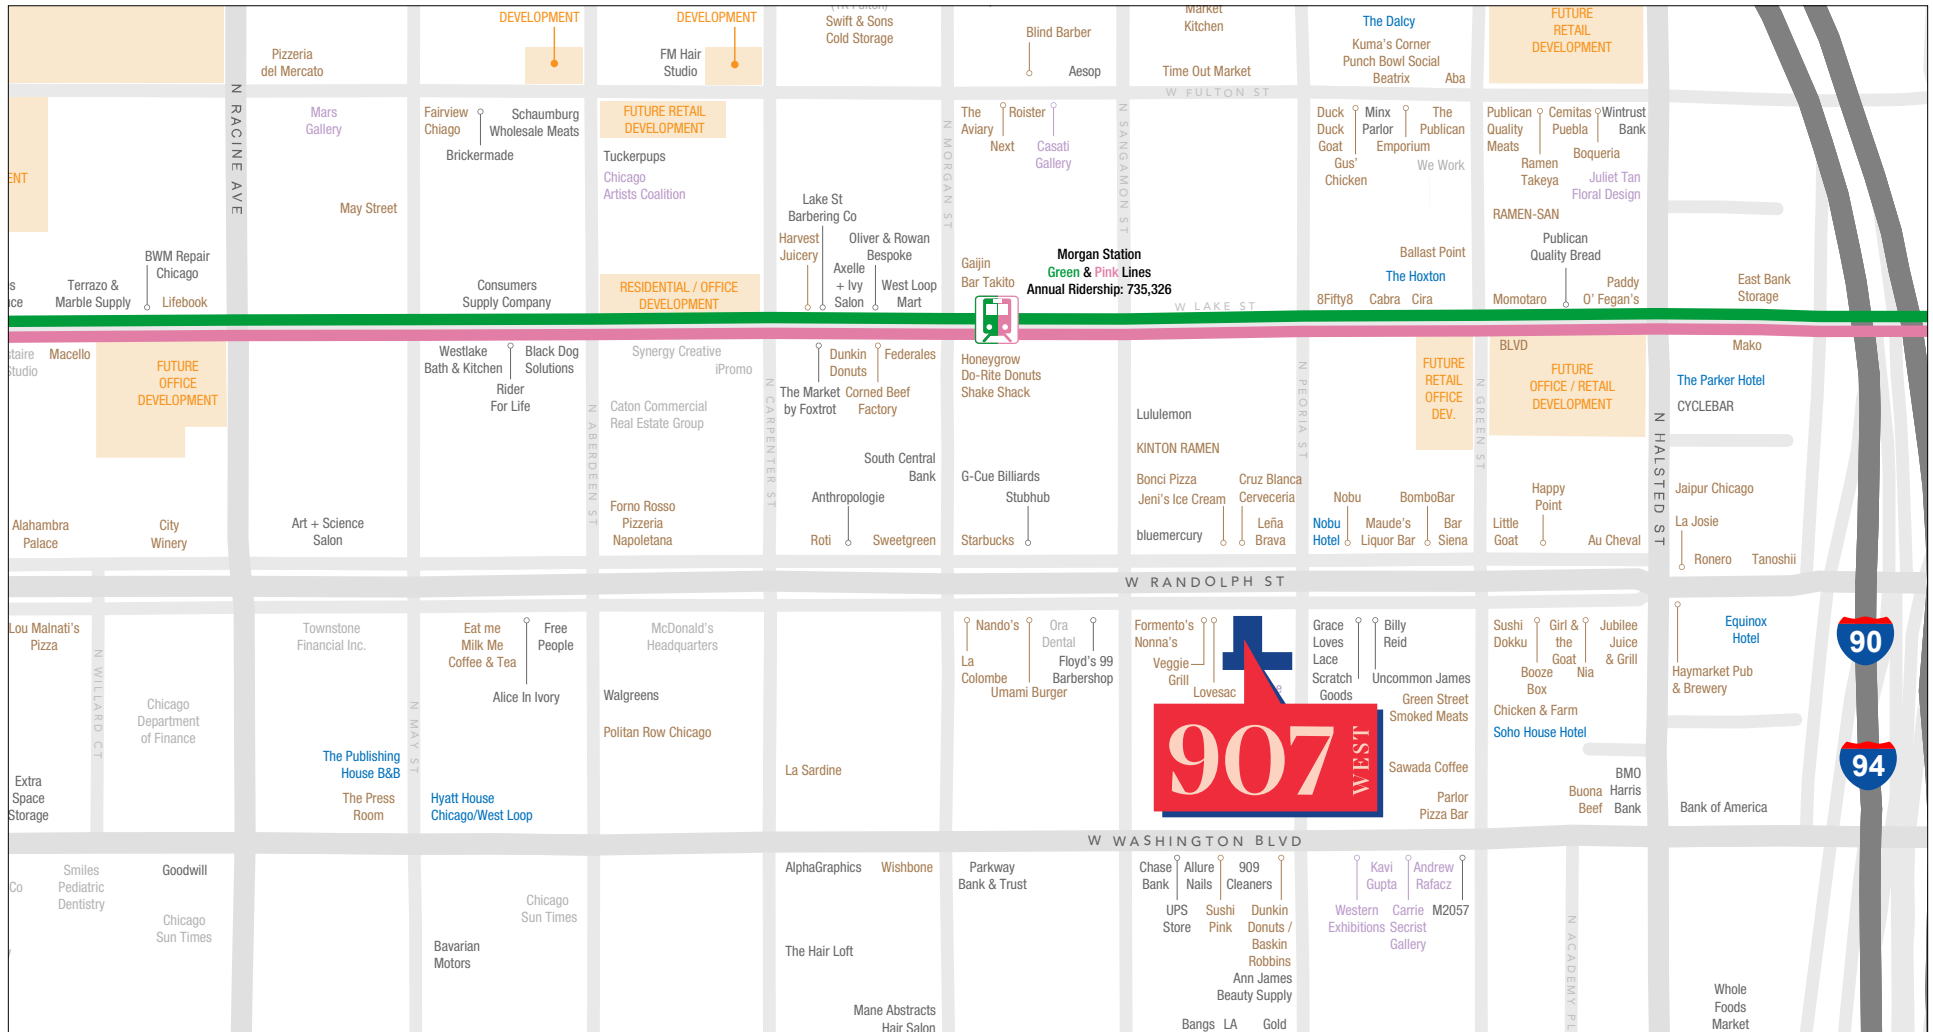 DEVELOPMENT
DEVELOPMENT
Swift & Sons
Cold Storage
Market
Kitchen
The Dalcy
FUTURE
RETAIL
DEVELOPMENT
Pizzeria
del Mercato
FM Hair
Studio
Blind Barber
Aesop
Time Out Market
Kuma's Corner
Punch Bowl Social
Beatrix
Aba
W FULTON ST
N RACINE AVE
Mars
Gallery
Fairview
Chiago
Brickermade
Schaumburg
Wholesale Meats
FUTURE RETAIL
DEVELOPMENT
Tuckerpups
Chicago
Artists Coalition
N MORGAN ST
The
Aviary
Roister
Next
Casati
Gallery
N SANGAMON ST
Duck
Duck
Goat
Gus'
Chicken
Minx
Parlor
Emporium
The
Publican
We Work
Publican
Quality
Meats
Cemitas
Puebla
Wintrust
Bank
Ramen
Takeya
Boqueria
Juliet Tan
Floral Design
ENT
May Street
Lake St
Barbering Co
RAMEN-SAN
Harvest
Juicery
Oliver & Rowan
Bespoke
Publican
Quality Bread
BWM Repair
Chicago
Axelle
+ Ivy
Salon
West Loop
Mart
Gaijin
Bar Takito
Morgan Station
Green & Pink Lines
Annual Ridership: 735,326
Ballast Point
The Hoxton
Terrazo &
Marble Supply
Lifebook
Consumers
Supply Company
RESIDENTIAL / OFFICE
DEVELOPMENT
8Fifty8
Cabra
Cira
Momotaro
Paddy
O' Fegan's
East Bank
Storage
W LAKE ST
Macello
FUTURE
OFFICE
DEVELOPMENT
Westlake
Bath & Kitchen
Black Dog
Solutions
Rider
For Life
Synergy Creative
iPromo
Caton Commercial
Real Estate Group
N ABERDEEN ST
N CARPENTER ST
Dunkin
Donuts
Federales
The Market
by Foxtrot
Corned Beef
Factory
Honeygrow
Do-Rite Donuts
Shake Shack
N PEORIA ST
FUTURE
RETAIL
OFFICE
DEV.
N GREEN ST
BLVD
FUTURE
OFFICE / RETAIL
DEVELOPMENT
Mako
The Parker Hotel
CYCLEBAR
N HALSTED ST
Lululemon
KINTON RAMEN
South Central
Bank
G-Cue Billiards
Bonci Pizza
Jeni's Ice Cream
Cruz Blanca
Cerveceria
Anthropologie
Stubhub
Nobu
BomboBar
Happy
Point
Jaipur Chicago
Forno Rosso
Pizzeria
Napoletana
Alahambra
Palace
City
Winery
Art + Science
Salon
Roti
Sweetgreen
Starbucks
bluemercury
Leña
Brava
Nobu
Hotel
Maude's
Liquor Bar
Bar
Siena
Little
Goat
Au Cheval
La Josie
Ronero
Tanoshii
W RANDOLPH ST
Lou Malnati's
Pizza
N WILLARD CT
Townstone
Financial Inc.
Eat me
Milk Me
Coffee & Tea
Free
People
Alice In Ivory
McDonald's
Headquarters
Nando's
La
Colombe
Umami Burger
Ora
Dental
Floyd's 99
Barbershop
Formento's
Nonna's
Veggie
Grill
Lovesac
Grace
Loves
Lace
Scratch
Goods
Billy
Reid
Uncommon James
Green Street
Smoked Meats
Sushi
Dokku
Girl &
the
Goat
Jubilee
Juice
& Grill
Booze
Box
Nia
Equinox
Hotel
90
Haymarket Pub
& Brewery
Chicago
Department
of Finance
N MAY ST
Walgreens
Politan Row Chicago
Chicken & Farm
Soho House Hotel
907
WEST
The Publishing
House B&B
La Sardine
Sawada Coffee
94
Extra
Space
Storage
The Press
Room
Hyatt House
Chicago/West Loop
Parlor
Pizza Bar
Buona
Beef
BMO
Harris
Bank
Bank of America
W WASHINGTON BLVD
Smiles
Pediatric
Dentistry
Co
Goodwill
Chicago
Sun Times
Chicago
Sun Times
Bavarian
Motors
AlphaGraphics
Wishbone
Parkway
Bank & Trust
Chase
Bank
Allure
Nails
909
Cleaners
UPS
Store
Sushi
Pink
Dunkin
Donuts /
Baskin
Robbins
Kavi
Gupta
Andrew
Rafacz
Western
Exhibitions
Carrie
Secrist
Gallery
M2057
N ACADEMY PL
The Hair Loft
Ann James
Beauty Supply
Mane Abstracts
Hair Salon
Bangs LA
Gold
Whole
Foods
Market